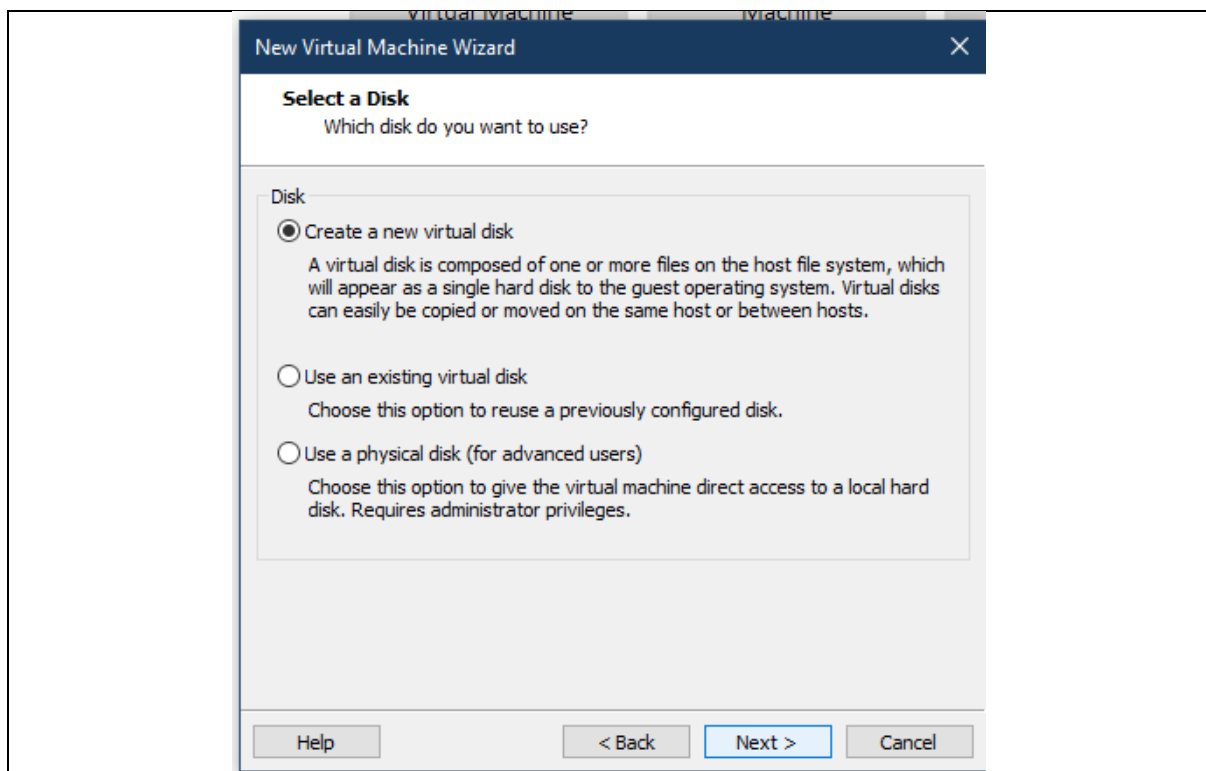 Virtual Machine Machine
New Virtual Machine Wizard
Select a Disk
Which disk do you want to use?
Disk
Create a new virtual disk
A virtual disk is composed of one or more files on the host file system, which
will appear as a single hard disk to the guest operating system. Virtual disks
can easily be copied or moved on the same host or between hosts.
Use an existing virtual disk
Choose this option to reuse a previously configured disk.
Use a physical disk (for advanced users)
Choose this option to give the virtual machine direct access to a local hard
disk. Requires administrator privileges.
Help < Back Next > Cancel